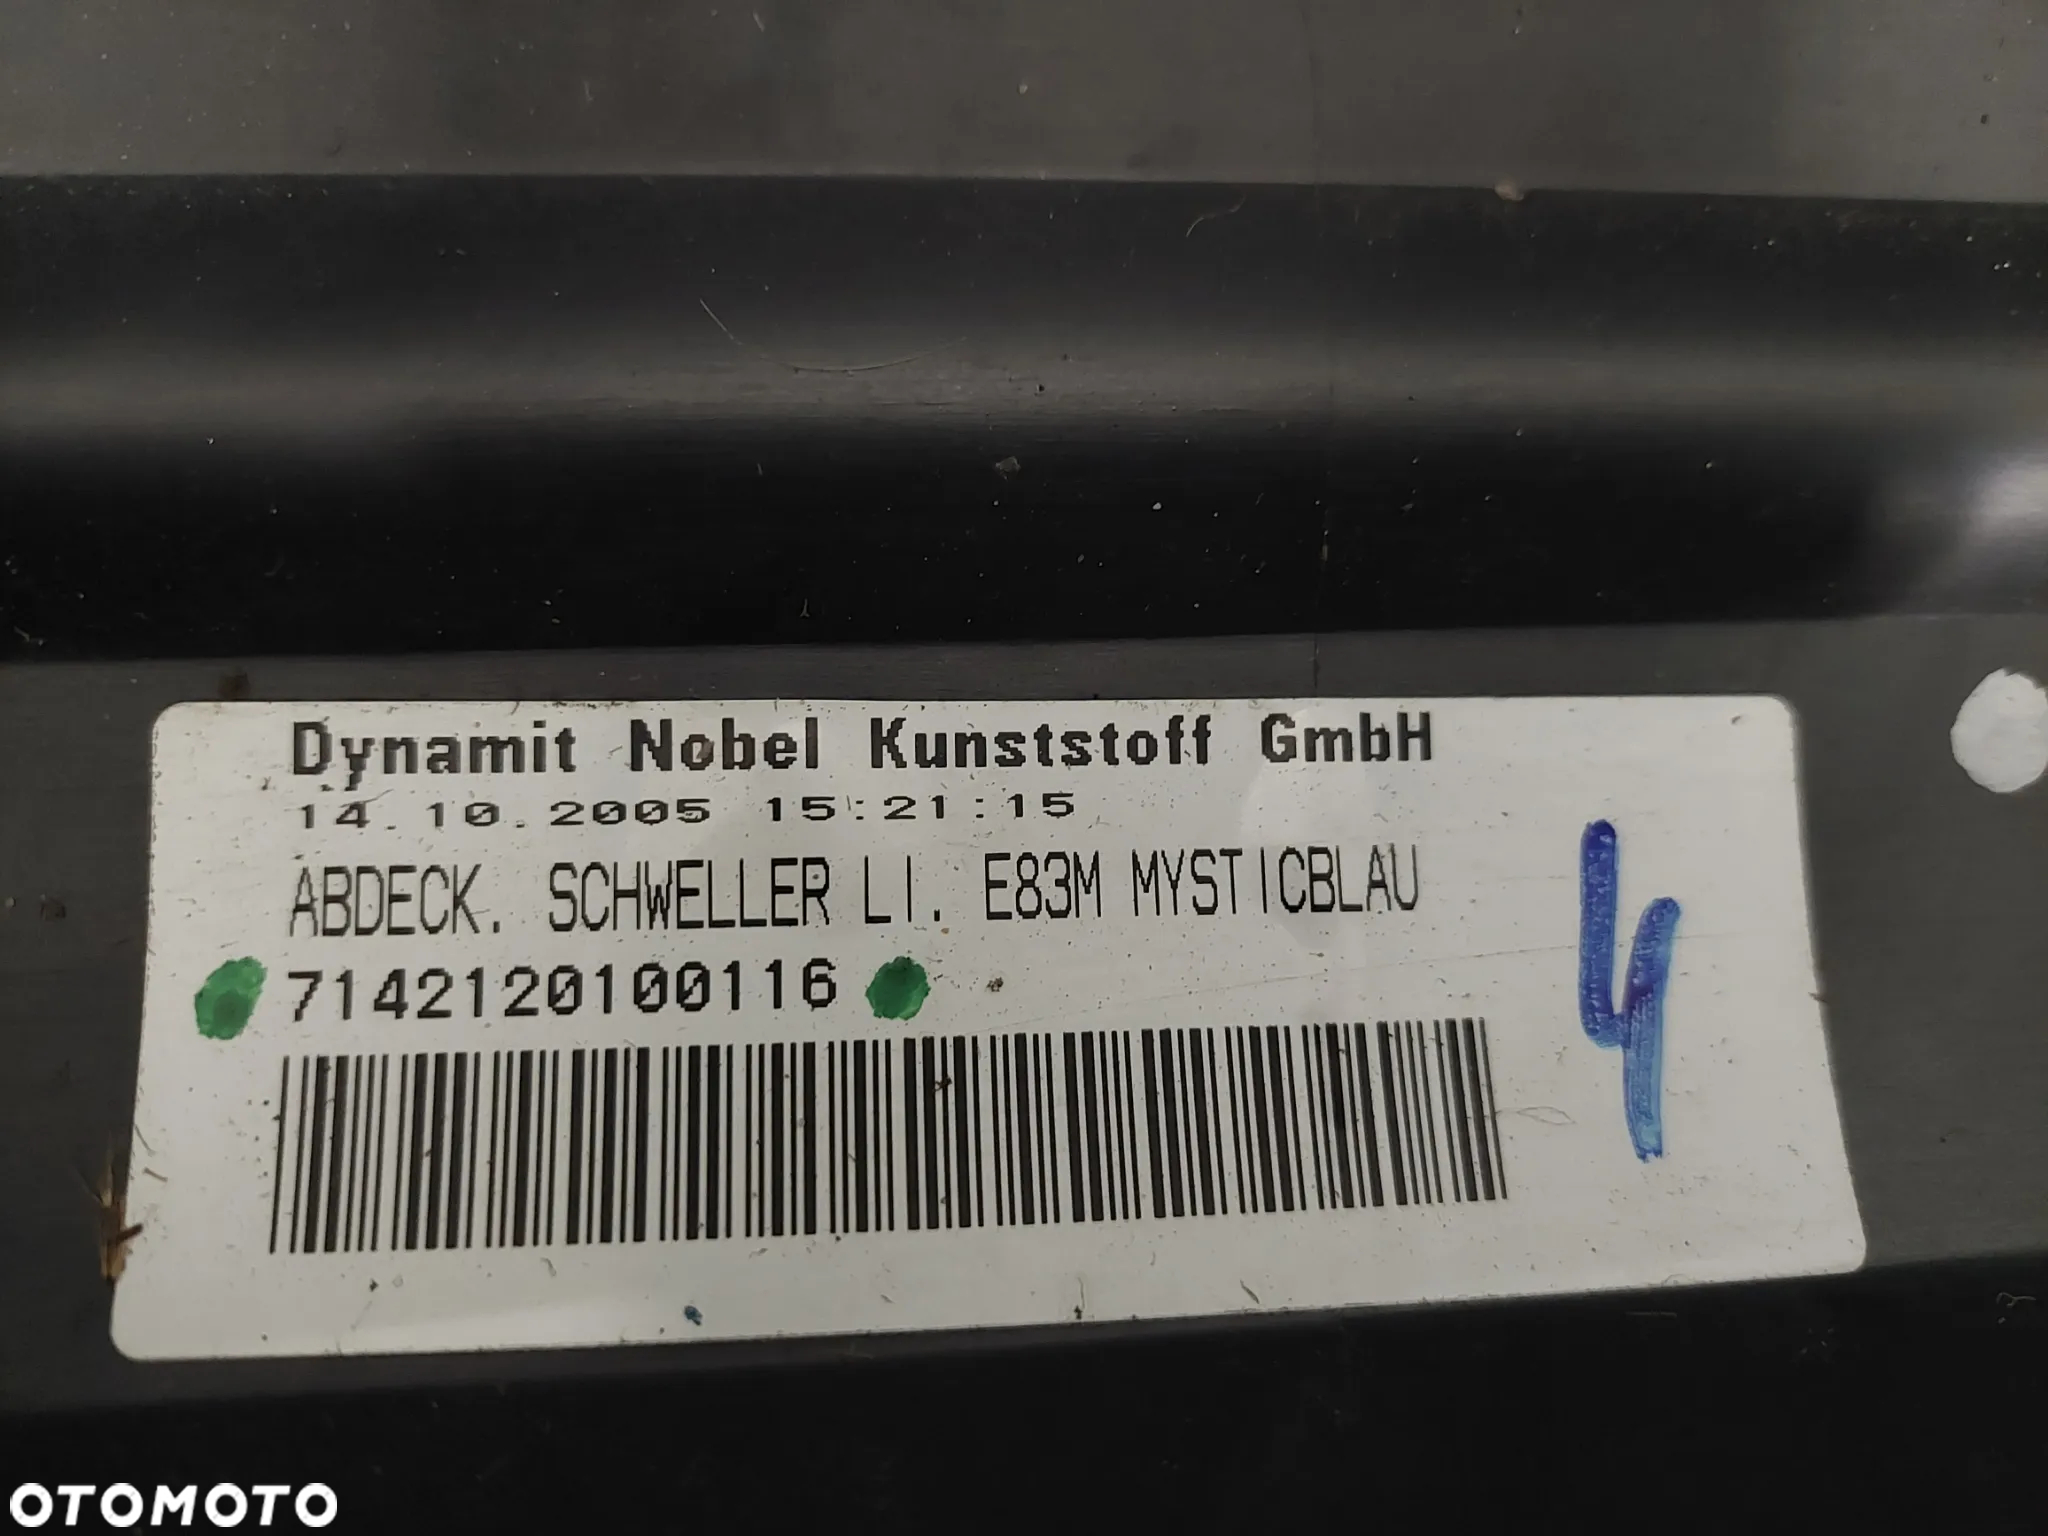 Dynamit Nobel Kunststoff GmbH
14.10.2005 15:21:15
ABDECK. SCHWELLER LI. E83M MYSTICBLAU
7142120100116
4
OTOMOTO